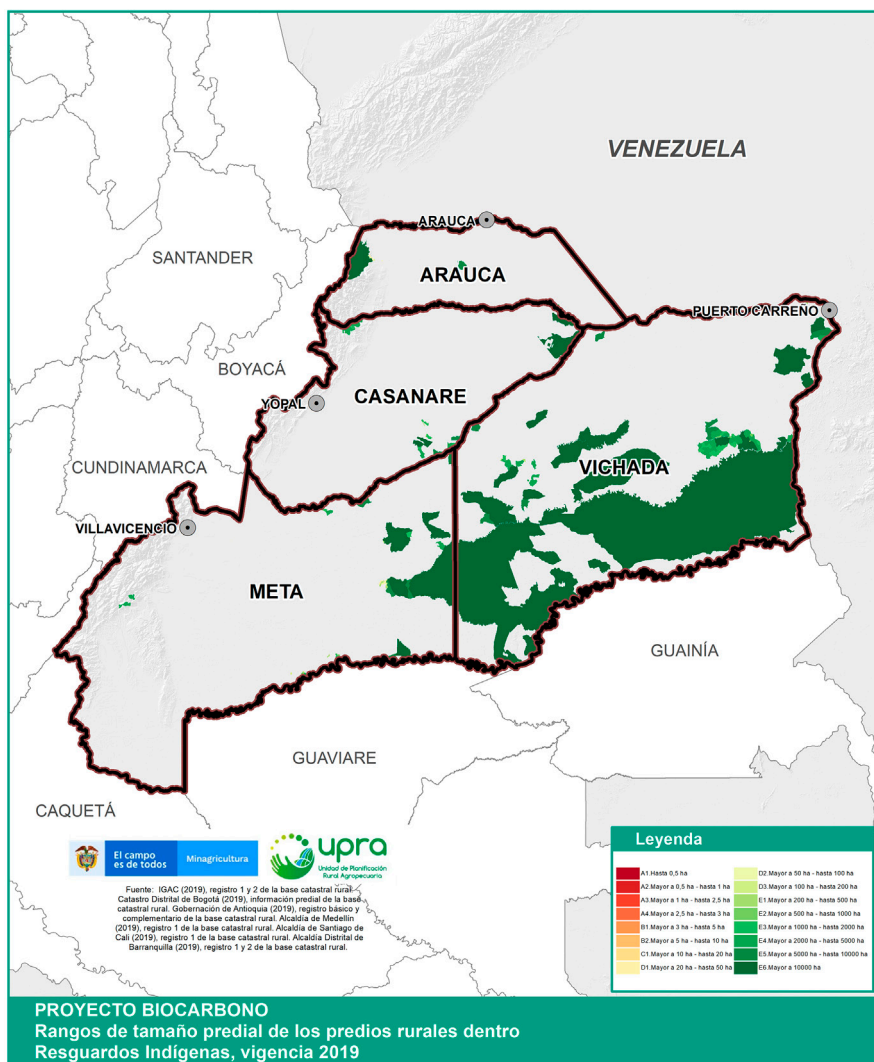 VENEZUELA
ARAUCA
SANTANDER
ARAUCA
PUERTO CARREÑO
BOYACÁ
CASANARE
YOPAL
CUNDINAMARCA
VICHADA
VILLAVICENCIO
META
GUAINÍA
GUAVIARE
CAQUETÁ
El campo
es de todos
Minagricultura
upra
Unidad de Planificación
Rural Agropecuaria
Fuente: IGAC (2019), registro 1 y 2 de la base catastral rural.
Catastro Distrital de Bogotá (2019), información predial de la base
catastral rural. Gobernación de Antioquia (2019), registro básico y
complementario de la base catastral rural. Alcaldía de Medellín
(2019), registro 1 de la base catastral rural. Alcaldía de Santiago de
Cali (2019), registro 1 de la base catastral rural. Alcaldía Distrital de
Barranquilla (2019), registro 1 y 2 de la base catastral rural.
Leyenda
A1.Hasta 0,5 ha
A2.Mayor a 0,5 ha - hasta 1 ha
A3.Mayor a 1 ha - hasta 2,5 ha
A4.Mayor a 2,5 ha - hasta 3 ha
B1.Mayor a 3 ha - hasta 5 ha
B2.Mayor a 5 ha - hasta 10 ha
C1.Mayor a 10 ha - hasta 20 ha
D1.Mayor a 20 ha - hasta 50 ha
D2.Mayor a 50 ha - hasta 100 ha
D3.Mayor a 100 ha - hasta 200 ha
E1.Mayor a 200 ha - hasta 500 ha
E2.Mayor a 500 ha - hasta 1000 ha
E3.Mayor a 1000 ha - hasta 2000 ha
E4.Mayor a 2000 ha - hasta 5000 ha
E5.Mayor a 5000 ha - hasta 10000 ha
E6.Mayor a 10000 ha
PROYECTO BIOCARBONO
Rangos de tamaño predial de los predios rurales dentro
Resguardos Indígenas, vigencia 2019